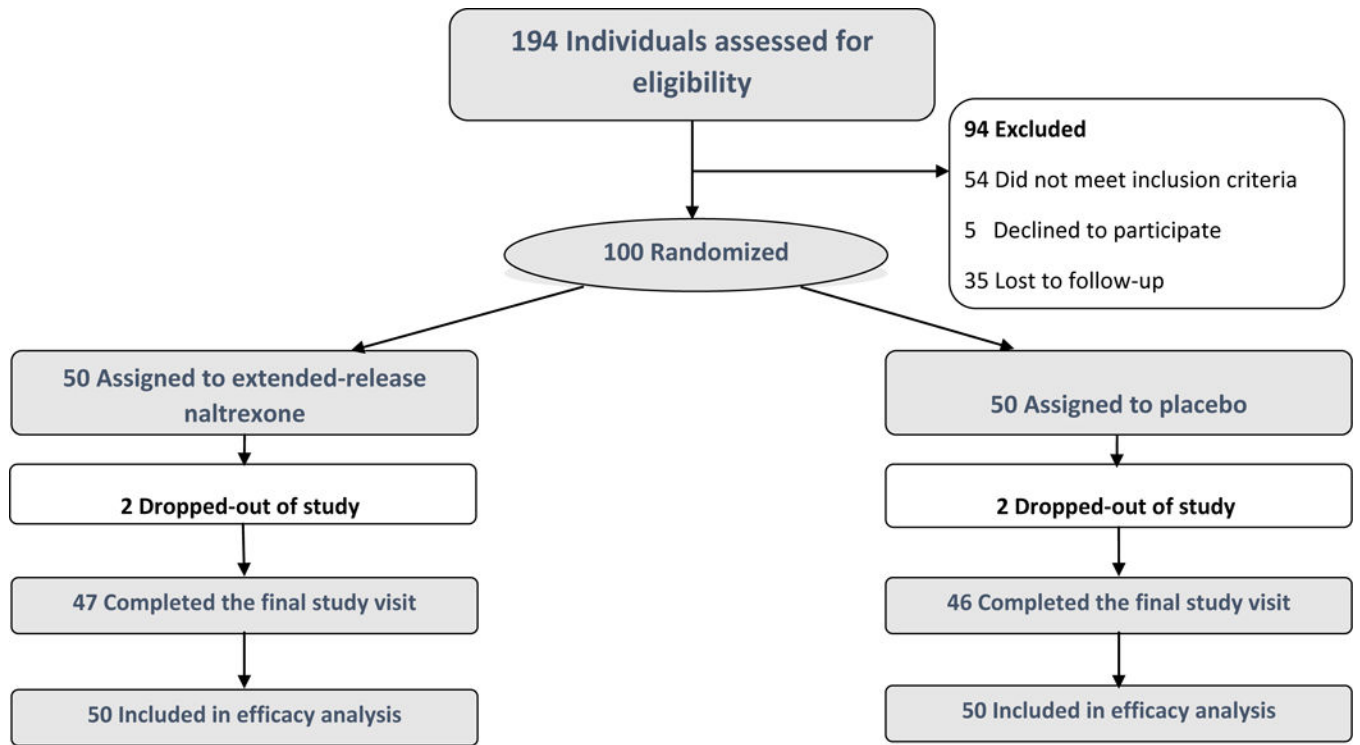 194 Individuals assessed for
eligibility
94 Excluded
54 Did not meet inclusion criteria
5 Declined to participate
35 Lost to follow-up
100 Randomized
50 Assigned to extended-release
naltrexone
50 Assigned to placebo
2 Dropped-out of study
2 Dropped-out of study
47 Completed the final study visit
46 Completed the final study visit
50 Included in efficacy analysis
50 Included in efficacy analysis